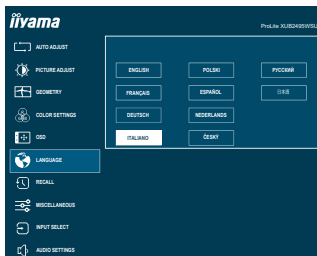 iiyama
ProLite XUB2495WSU
AUTO ADJUST
PICTURE ADJUST
ENGLISH POLSKI РУССКИЙ
GEOMETRY
FRANÇAIS ESPAÑOL 日本語
COLOR SETTINGS
DEUTSCH NEDERLANDS
OSD
ITALIANO ČESKÝ
LANGUAGE
RECALL
MISCELLANEOUS
INPUT SELECT
AUDIO SETTINGS